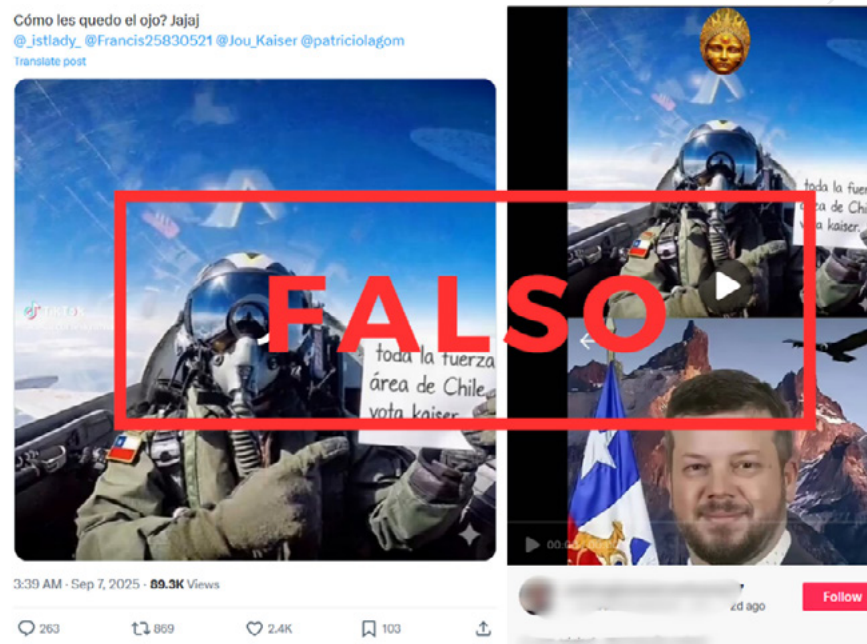 Cómo les quedo el ojo? Jajaj
@_istlady_ @Francis25830521 @Jou_Kaiser @patriciolagom
Translate post
TikTok
toda la fuerza
área de Chile,
vota kaiser
3:39 AM · Sep 7, 2025 · 89.3K Views
263 869 2.4K 103
FALSO
toda la fuer
área de Chi
vota kaiser.
2d ago
Follow